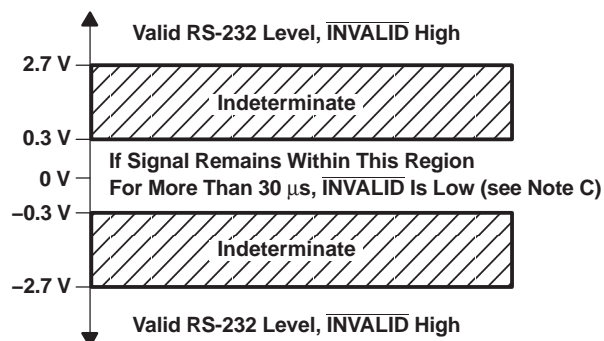 Valid RS-232 Level, INVALID High
2.7 V
Indeterminate
0.3 V
If Signal Remains Within This Region
0 V
For More Than 30 μs, INVALID Is Low (see Note C)
−0.3 V
Indeterminate
−2.7 V
Valid RS-232 Level, INVALID High